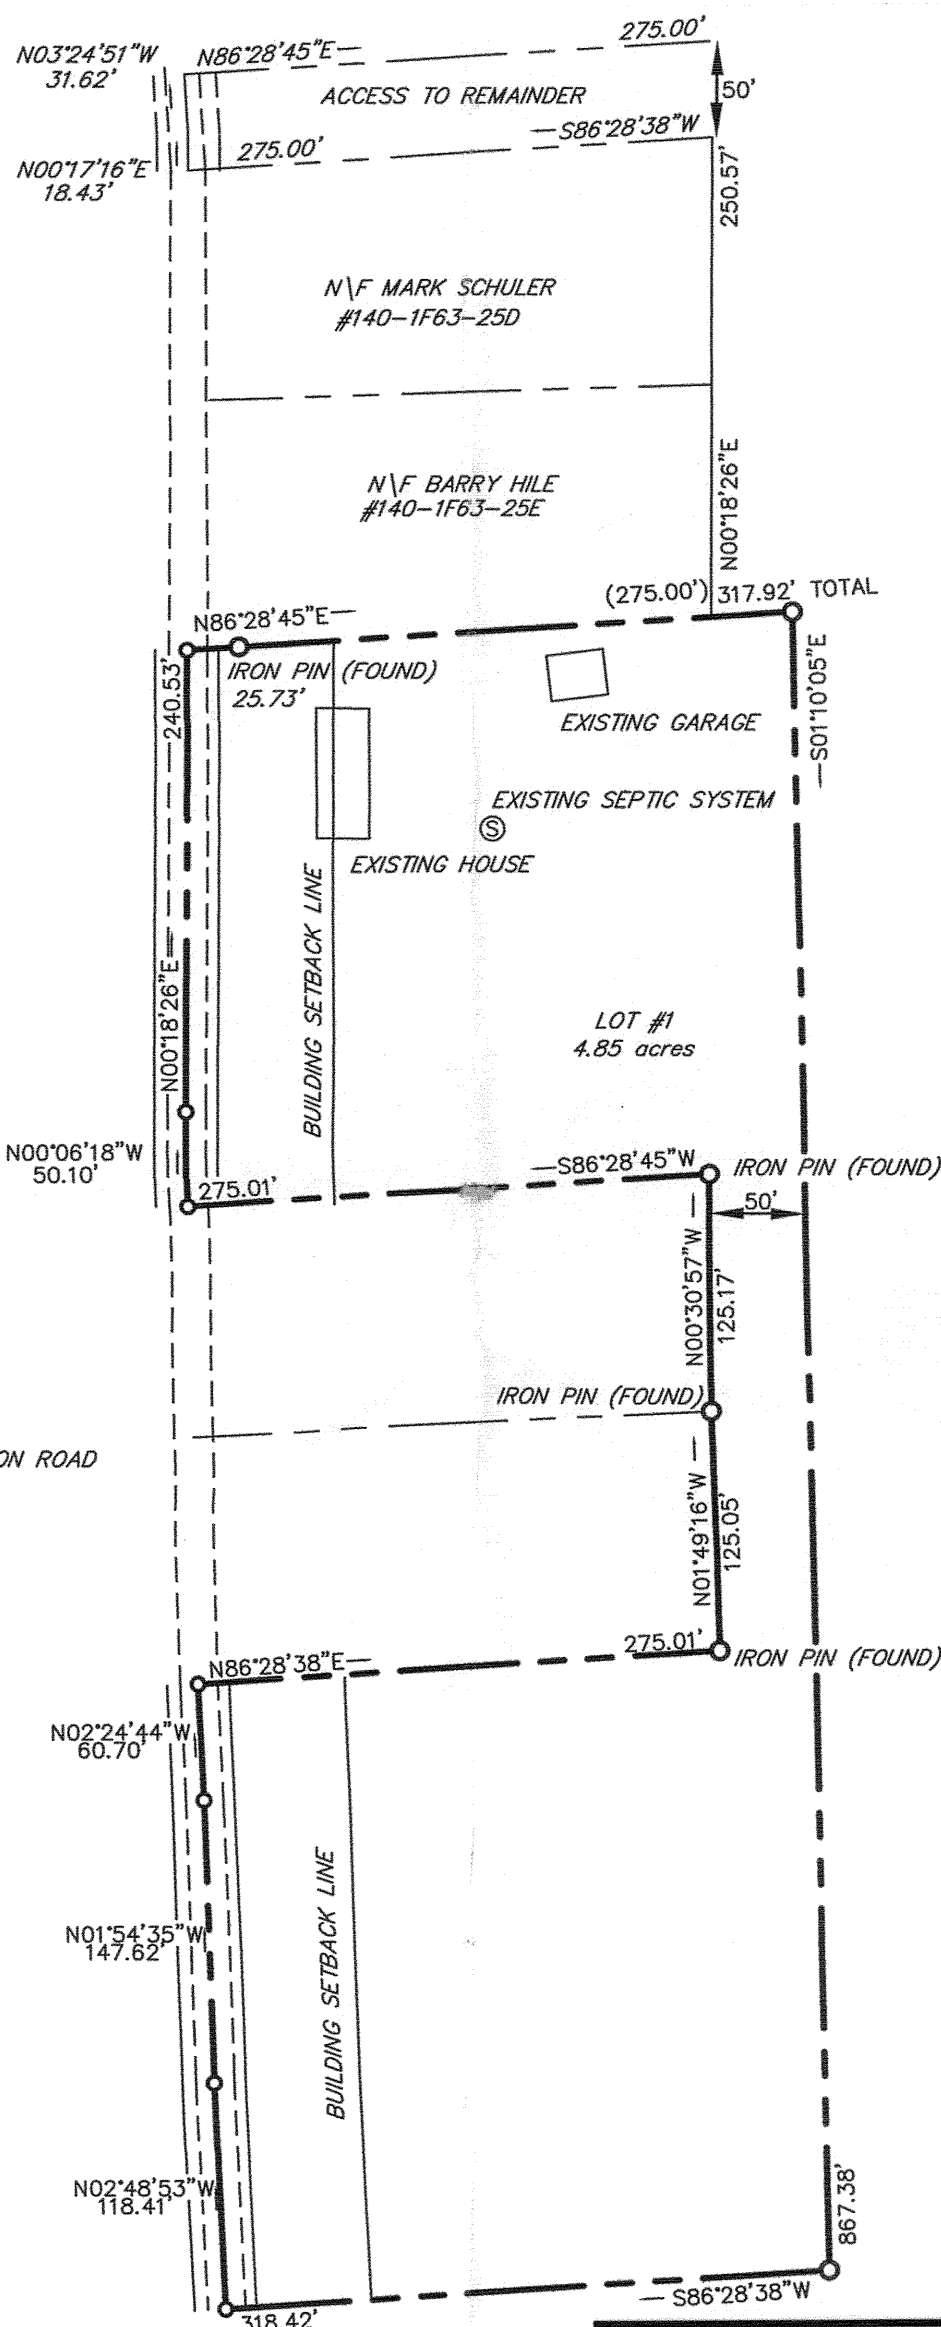 275.00'
N03°24'51"W
31.62'
N86°28'45"E
50'
ACCESS TO REMAINDER
S86°28'38"W
275.00'
N00°17'16"E
18.43'
250.57'
N\F MARK SCHULER
#140-1F63-25D
N00°18'26"E
N\F BARRY HILE
#140-1F63-25E
(275.00') 317.92' TOTAL
N86°28'45"E
IRON PIN (FOUND)
25.73'
240.53'
S01°10'05"E
EXISTING GARAGE
EXISTING SEPTIC SYSTEM
S
EXISTING HOUSE
BUILDING SETBACK LINE
N00°18'26"E
LOT #1
4.85 acres
N00°06'18"W
50.10'
S86°28'45"W
IRON PIN (FOUND)
275.01'
50'
N00°30'57"W
125.17'
IRON PIN (FOUND)
ON ROAD
N01°49'16"W
125.05'
275.01'
IRON PIN (FOUND)
N86°28'38"E
N02°24'44"W
60.70'
BUILDING SETBACK LINE
N01°54'35"W
147.62'
N02°48'53"W
118.41'
867.38'
S86°28'38"W
318.42'